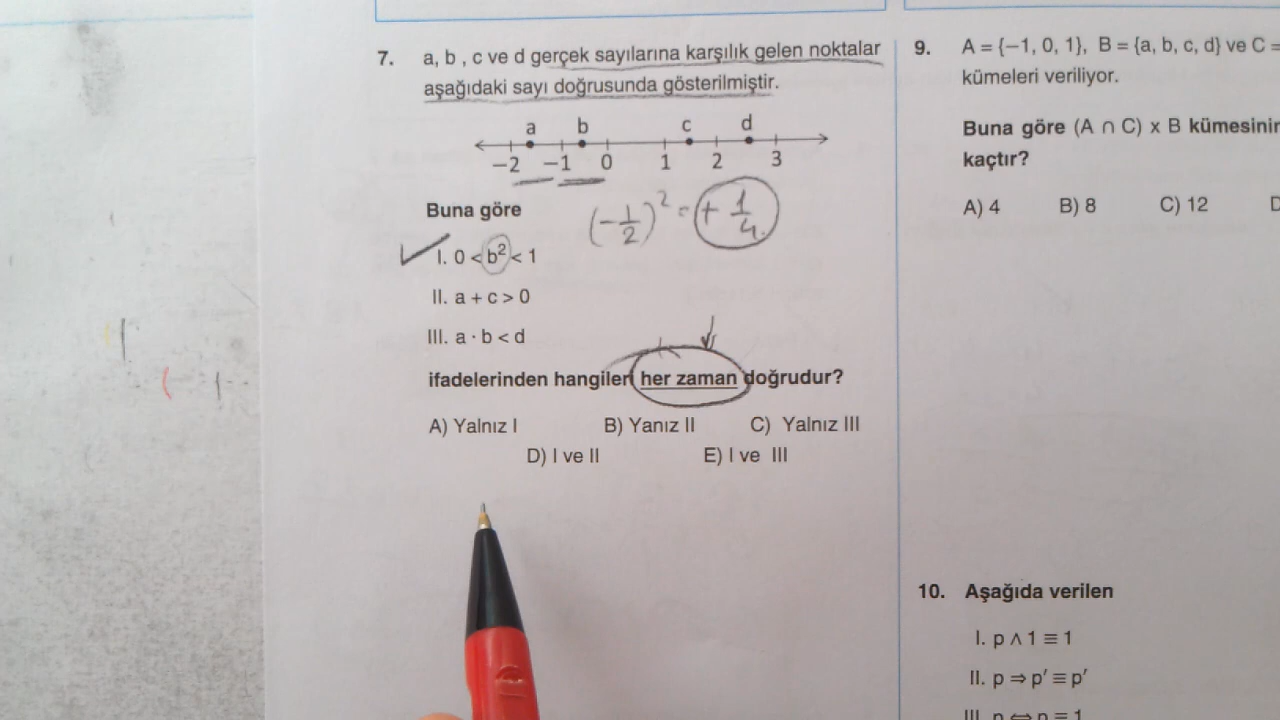 7. a, b , c ve d gerçek sayılarına karşılık gelen noktalar
aşağıdaki sayı doğrusunda gösterilmiştir.
a b c d
−2 −1 0 1 2 3
Buna göre
(−1/2)² = + 1/4
I. 0 < b² < 1
II. a + c > 0
III. a · b < d
ifadelerinden hangileri her zaman doğrudur?
A) Yalnız I B) Yanız II C) Yalnız III
D) I ve II E) I ve III
9. A = {−1, 0, 1}, B = {a, b, c, d} ve C =
kümeleri veriliyor.
Buna göre (A ∩ C) x B kümesinin
kaçtır?
A) 4 B) 8 C) 12
10. Aşağıda verilen
I. p ∧ 1 ≡ 1
II. p ⇒ p′ ≡ p′